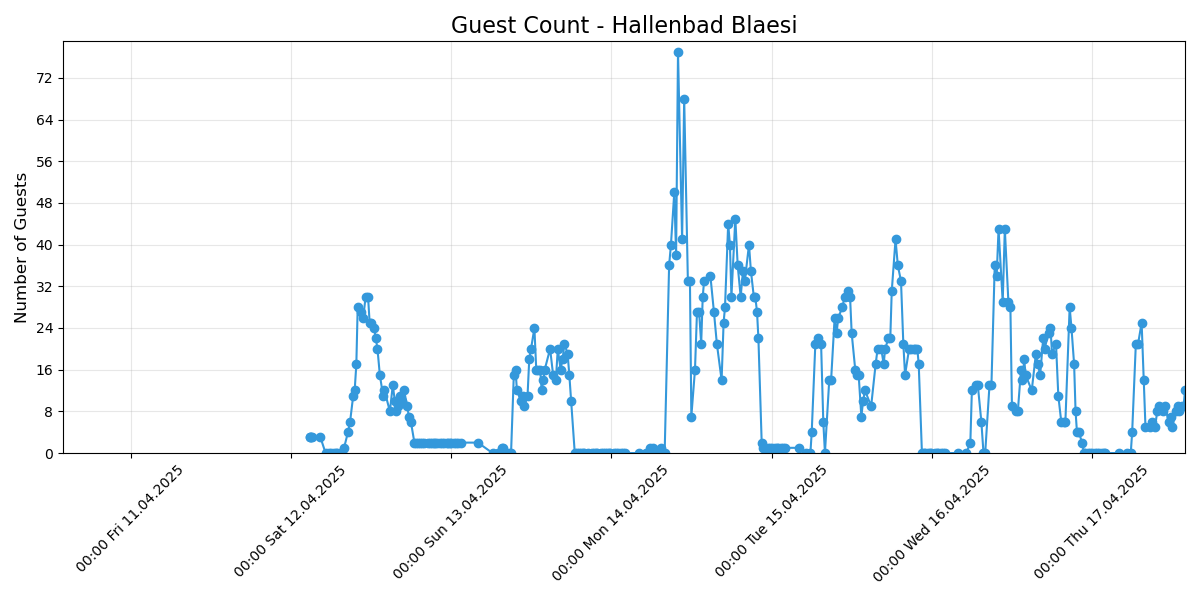 Guest Count - Hallenbad Blaesi
Number of Guests
72
64
56
48
40
32
24
16
8
0
00:00 Fri 11.04.2025
00:00 Sat 12.04.2025
00:00 Sun 13.04.2025
00:00 Mon 14.04.2025
00:00 Tue 15.04.2025
00:00 Wed 16.04.2025
00:00 Thu 17.04.2025